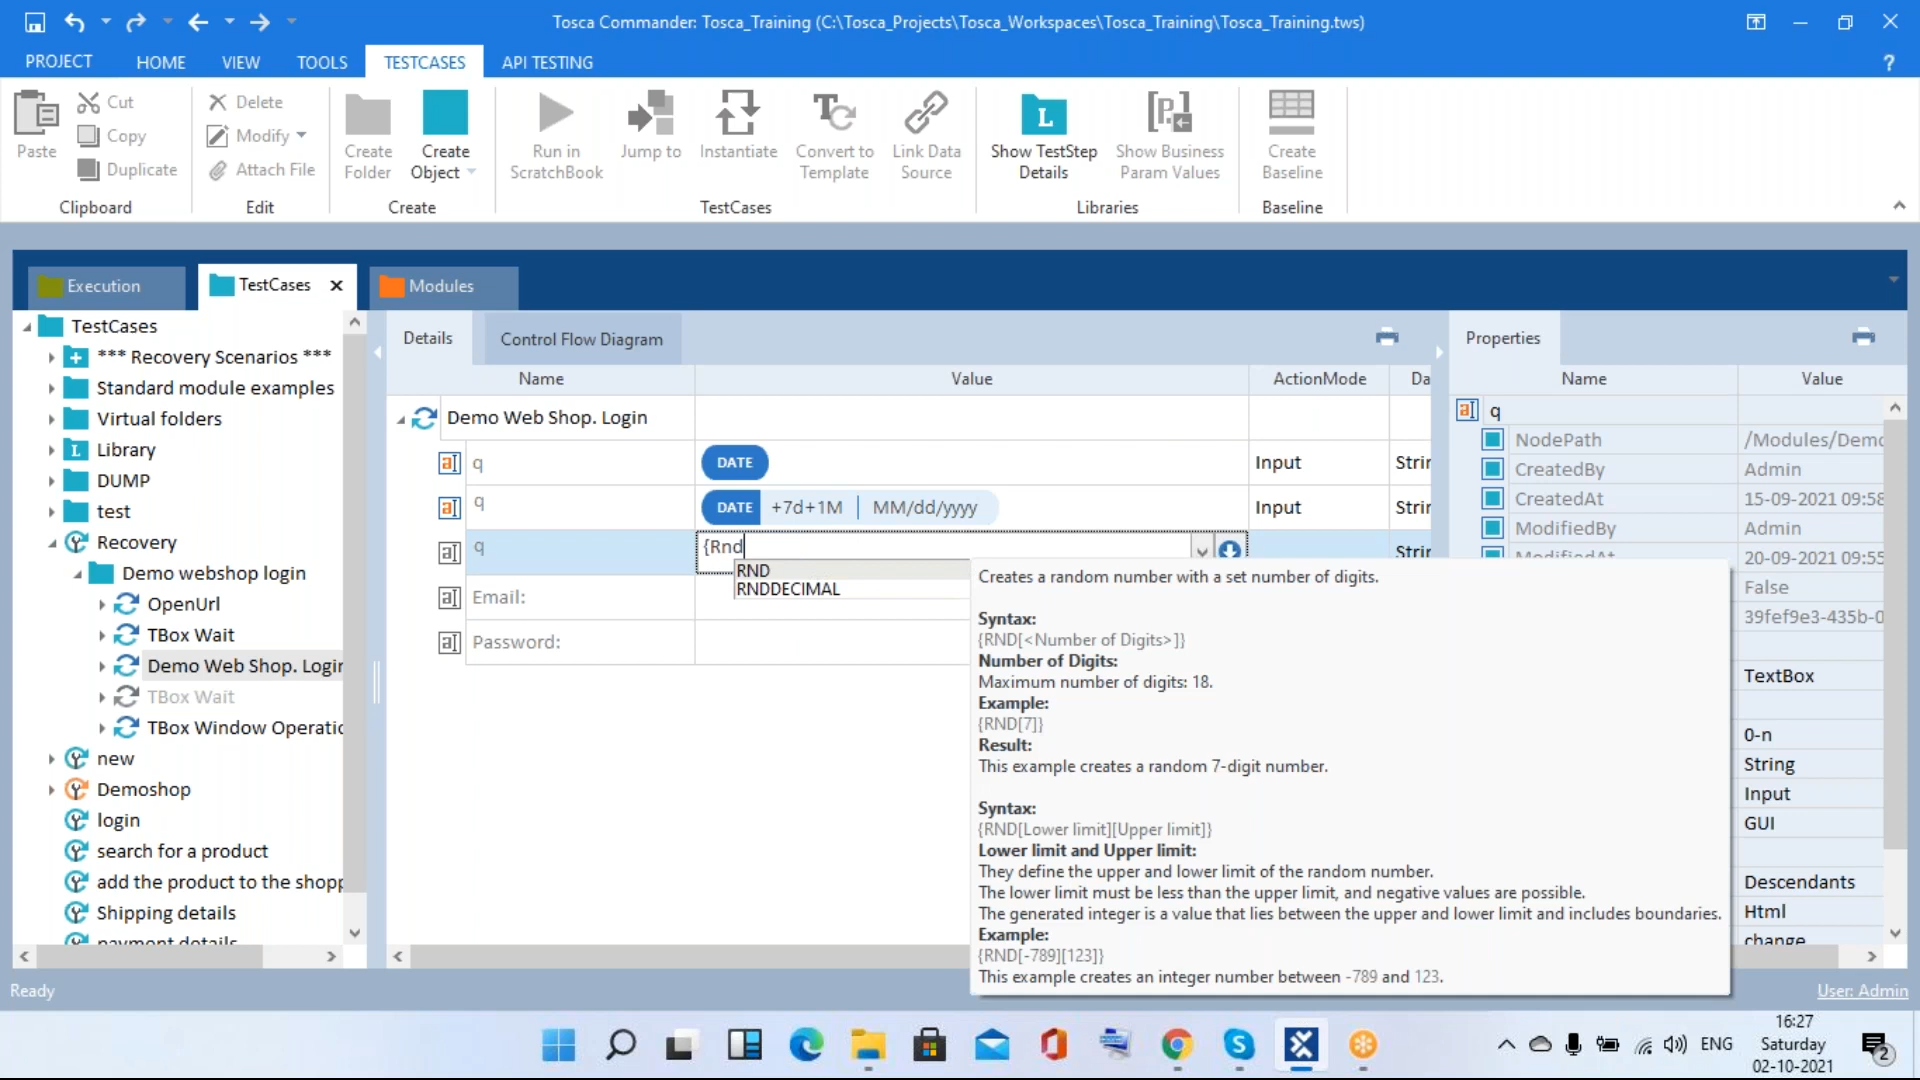 Tosca Commander: Tosca_Training (C:\Tosca_Projects\Tosca_Workspaces\Tosca_Training\Tosca_Training.tws)
PROJECT HOME VIEW TOOLS TESTCASES API TESTING ?
Paste
Cut
Copy
Duplicate
Clipboard
Delete
Modify
Attach File
Edit
Create
Folder
Create
Object
Create
Run in
ScratchBook
Jump to
Instantiate
Convert to
Template
Link Data
Source
TestCases
L
Show TestStep
Details
Show Business
Param Values
Libraries
Create
Baseline
Baseline
Execution TestCases Modules
TestCases
*** Recovery Scenarios ***
Standard module examples
Virtual folders
L Library
DUMP
test
Recovery
Demo webshop login
OpenUrl
TBox Wait
Demo Web Shop. Login
TBox Wait
TBox Window Operatic
new
Demoshop
login
search for a product
add the product to the shopp
Shipping details
payment details
Details Control Flow Diagram
Name Value ActionMode Da
Demo Web Shop. Login
a q DATE Input Strin
a q DATE +7d+1M MM/dd/yyyy Input Strin
a q {Rnd Strin
RND
RNDDECIMAL
a Email:
a Password:
Creates a random number with a set number of digits.
Syntax:
{RND[<Number of Digits>]}
Number of Digits:
Maximum number of digits: 18.
Example:
{RND[7]}
Result:
This example creates a random 7-digit number.
Syntax:
{RND[Lower limit][Upper limit]}
Lower limit and Upper limit:
They define the upper and lower limit of the random number.
The lower limit must be less than the upper limit, and negative values are possible.
The generated integer is a value that lies between the upper and lower limit and includes boundaries.
Example:
{RND[-789][123]}
This example creates an integer number between -789 and 123.
Properties
Name Value
a q
NodePath /Modules/Demo
CreatedBy Admin
CreatedAt 15-09-2021 09:58
ModifiedBy Admin
ModifiedAt 20-09-2021 09:55
False
39fef9e3-435b-0
TextBox
0-n
String
Input
GUI
Descendants
Html
change
Ready
User: Admin
ENG
16:27
Saturday
02-10-2021
2